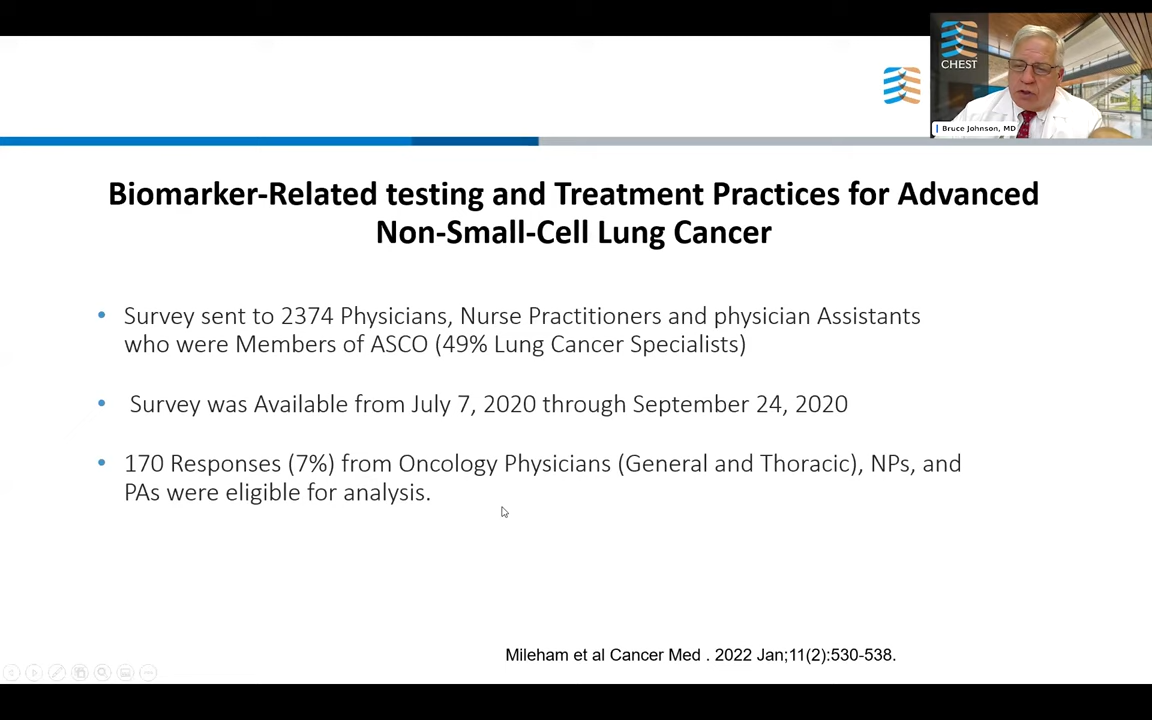 CHEST
Bruce Johnson, MD
Biomarker-Related testing and Treatment Practices for Advanced
Non-Small-Cell Lung Cancer
• Survey sent to 2374 Physicians, Nurse Practitioners and physician Assistants
who were Members of ASCO (49% Lung Cancer Specialists)
• Survey was Available from July 7, 2020 through September 24, 2020
• 170 Responses (7%) from Oncology Physicians (General and Thoracic), NPs, and
PAs were eligible for analysis.
Mileham et al Cancer Med . 2022 Jan;11(2):530-538.